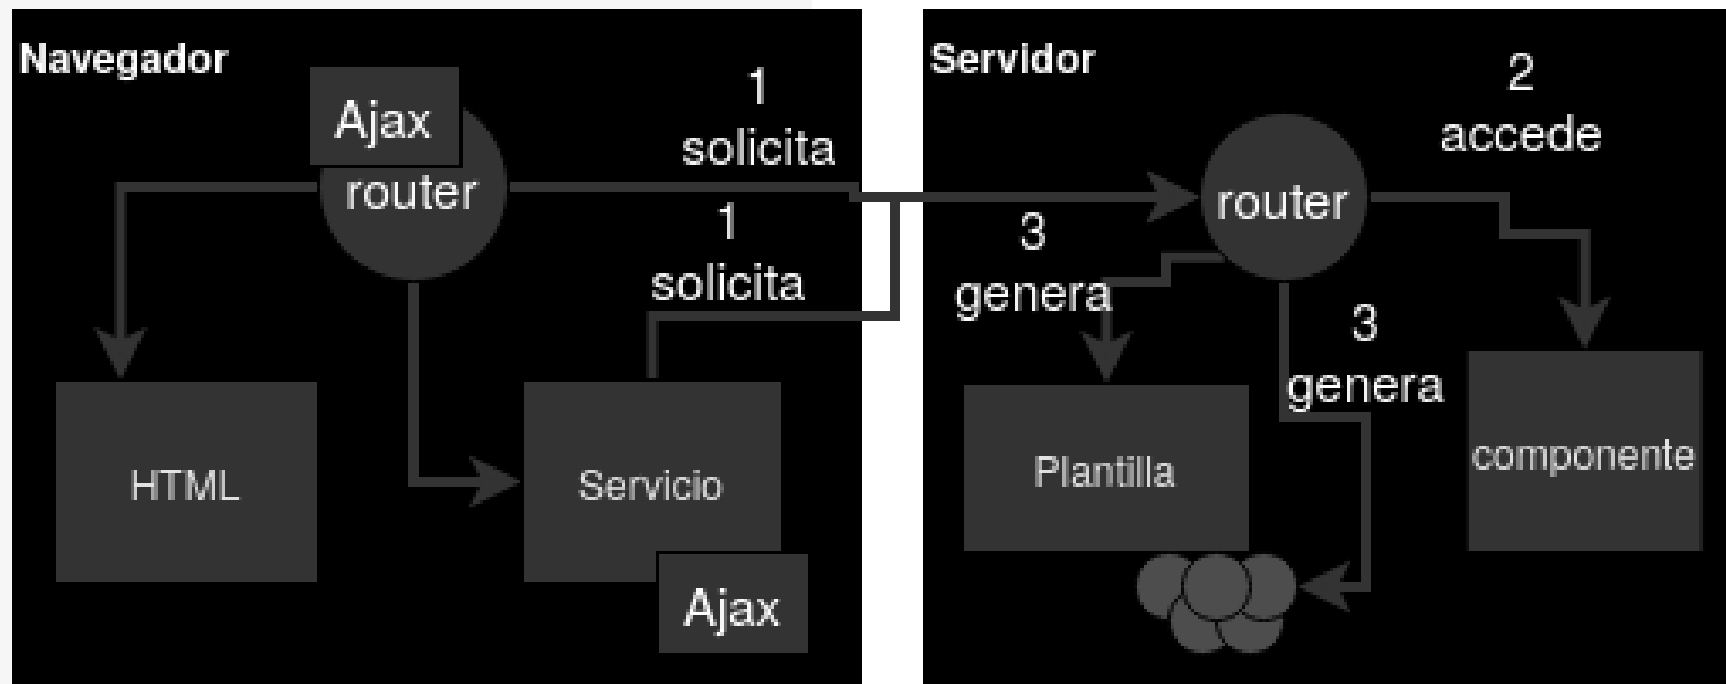 Navegador
Ajax
router
1
solicita
1
solicita
HTML
Servicio
Ajax
Servidor
router
2
accede
3
genera
3
genera
Plantilla
componente